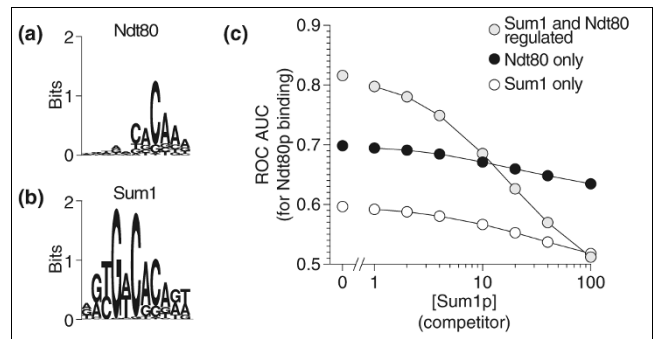 (a)
Ndt80
2
1
0
Bits
CACAAA
(b)
Sum1
2
1
0
Bits
(c)
Sum1 and Ndt80
regulated
Ndt80 only
Sum1 only
0.9
0.8
0.7
0.6
0.5
ROC AUC
(for Ndt80p binding)
0 1 10 100
[Sum1p]
(competitor)